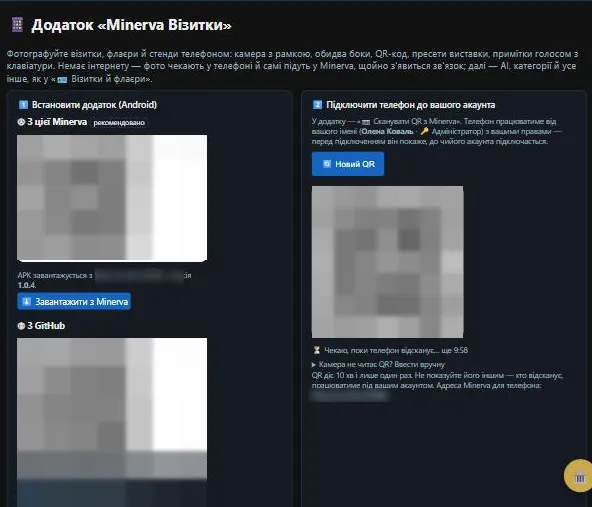 Додаток «Minerva Візитки»
Фотографуйте візитки, флаєри й стенди телефоном: камера з рамкою, обидва боки, QR-код, пресети виставки, примітки голосом з
клавіатури. Немає інтернету — фото чекають у телефоні й самі підуть у Minerva, щойно з'явиться зв'язок; далі — AI, категорії й усе
інше, як у «Візитки й флаєри».
1 Встановити додаток (Android)
З цієї Minerva рекомендовано
APK завантажується з
1.0.4.
Завантажити з Minerva
З GitHub
2 Підключити телефон до вашого акаунта
У додатку — «Сканувати QR з Minerva». Телефон працюватиме від
вашого імені (Олена Коваль · Адміністратор) з вашими правами —
перед підключенням він покаже, до чийого акаунта підключається.
Новий QR
Чекаю, поки телефон відсканує... ще 9:58
Камера не читає QR? Ввести вручну
QR діє 10 хв і лише один раз. Не показуйте його іншим — хто відсканує,
працюватиме під вашим акаунтом. Адреса Minerva для телефона: